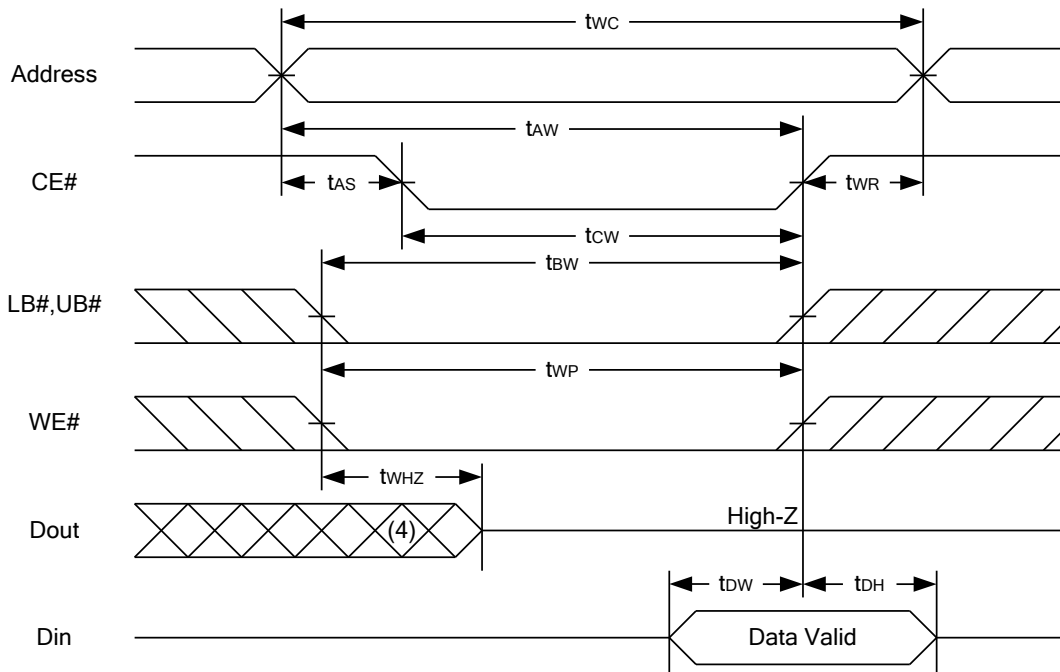 tWC
Address
tAW
CE#
tAS
tWR
tCW
tBW
LB#,UB#
tWP
WE#
tWHZ
Dout
(4)
High-Z
tDW
tDH
Din
Data Valid